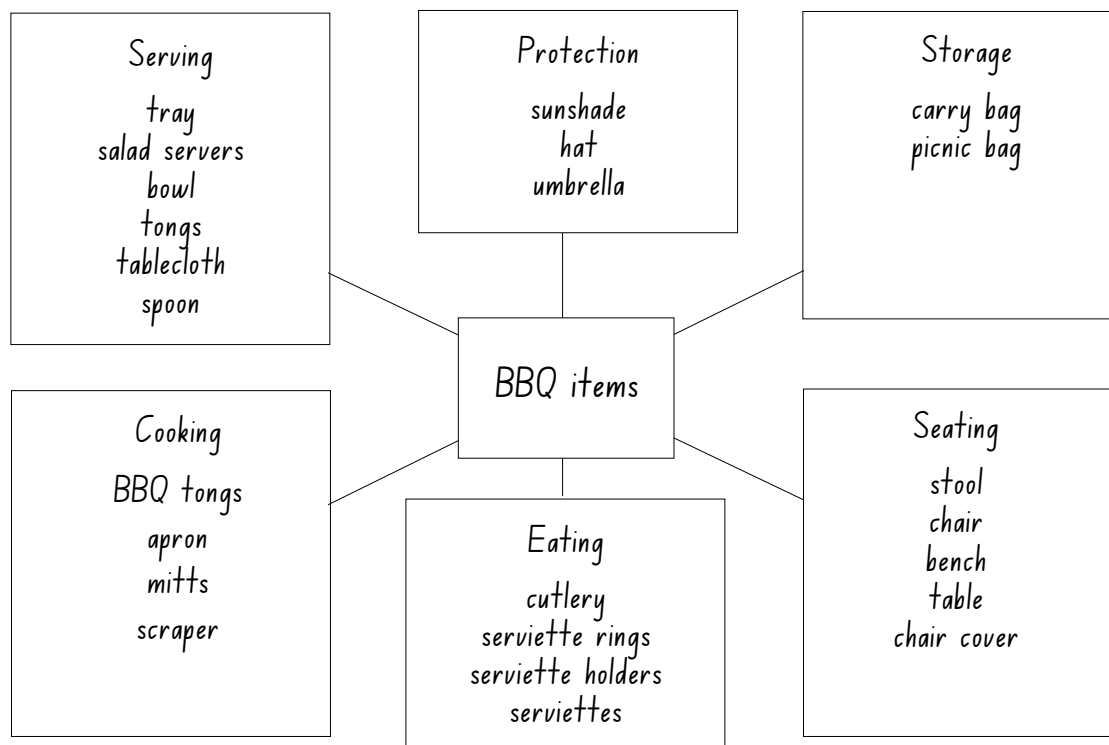 Serving
tray
salad servers
bowl
tongs
tablecloth
spoon
Protection
sunshade
hat
umbrella
Storage
carry bag
picnic bag
BBQ items
Cooking
BBQ tongs
apron
mitts
scraper
Eating
cutlery
serviette rings
serviette holders
serviettes
Seating
stool
chair
bench
table
chair cover